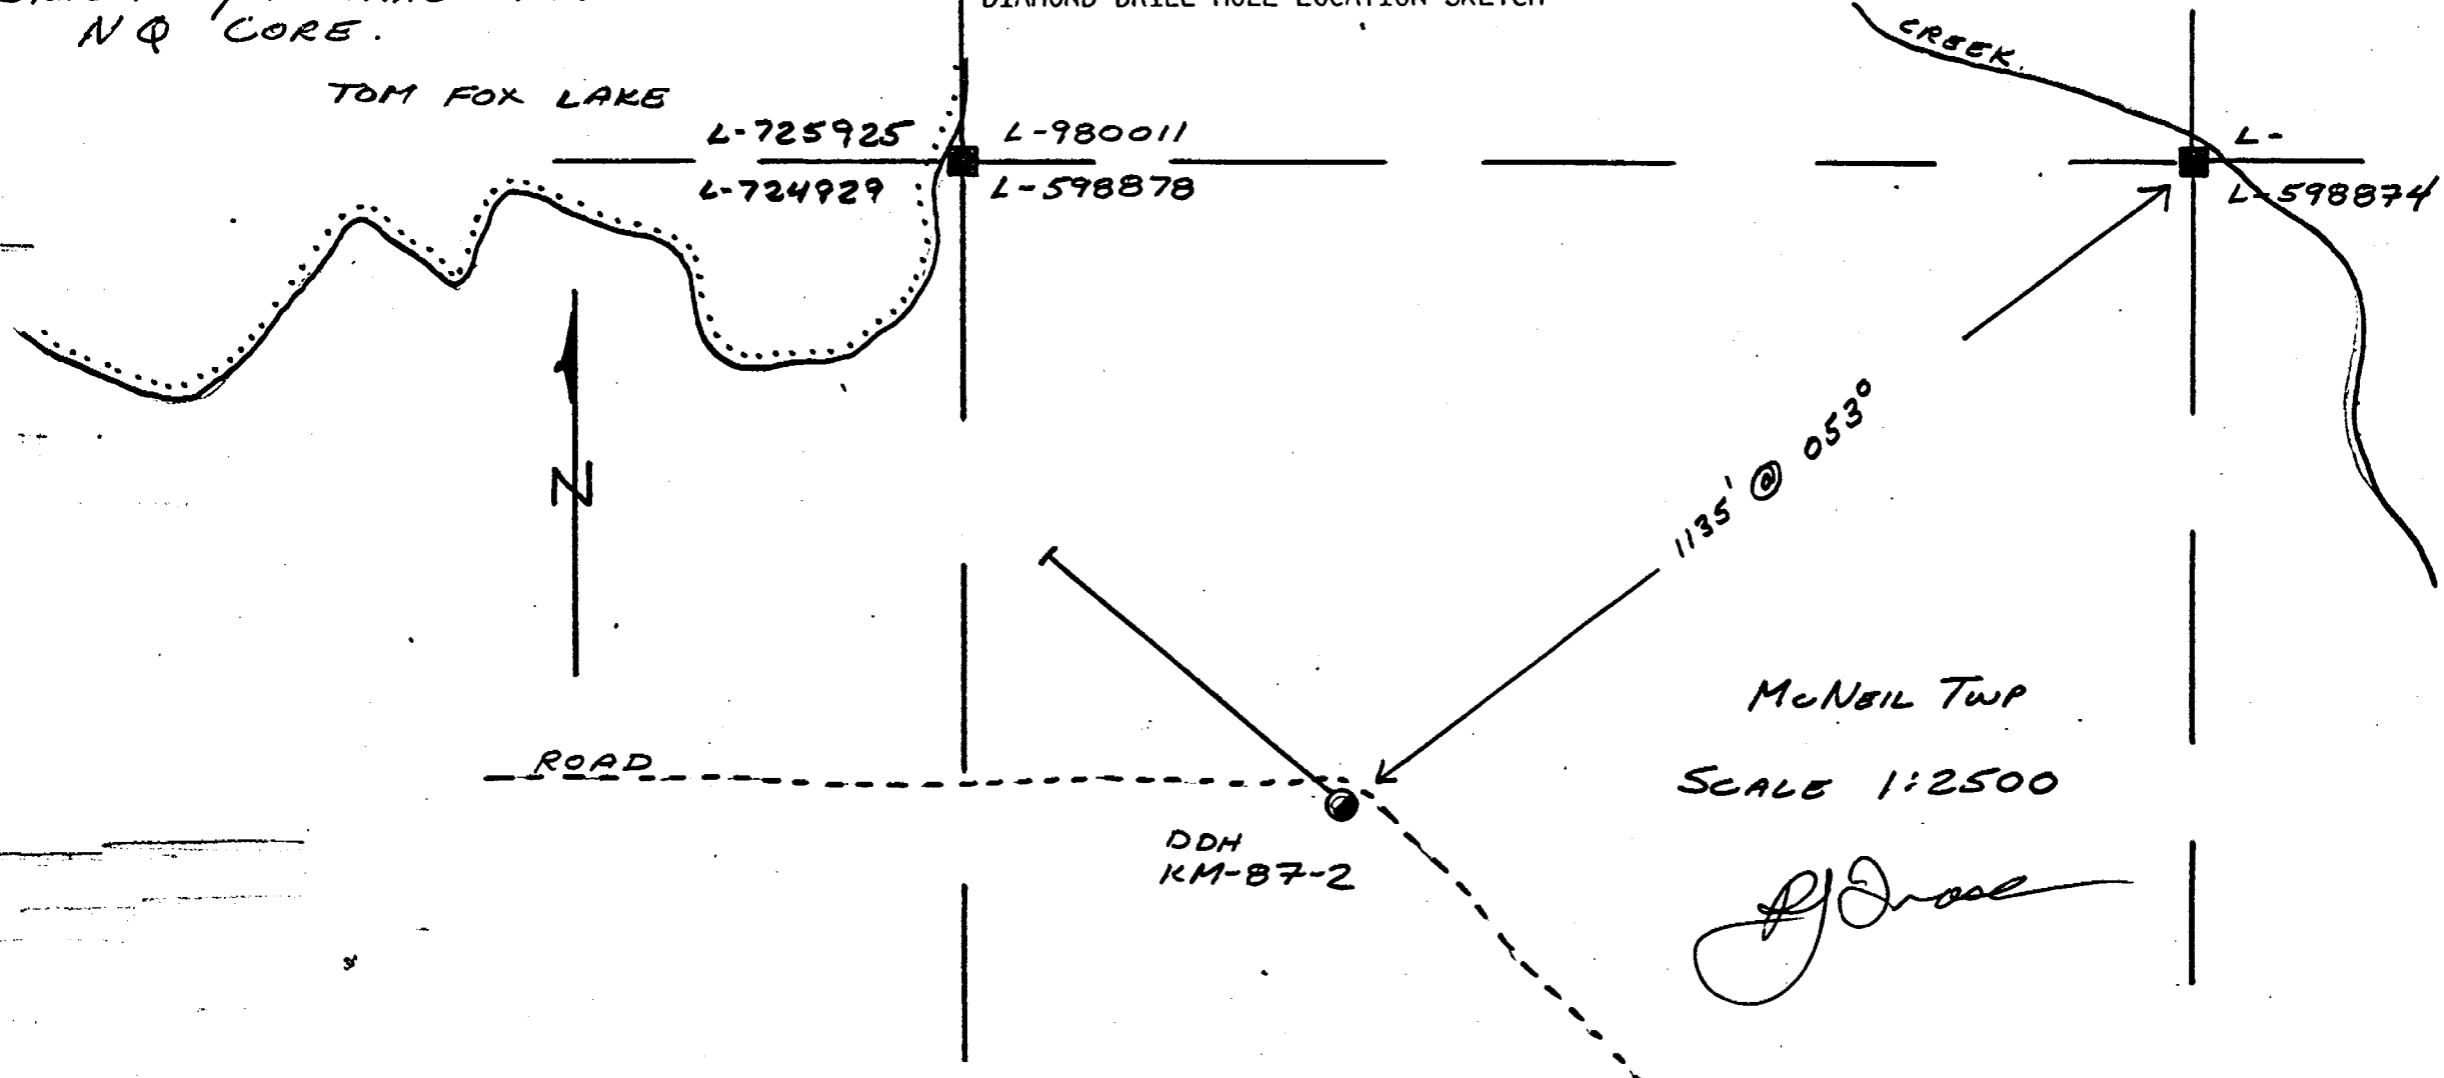 DIAMOND DRILL HOLE LOCATION SKETCH
NQ CORE.
CREEK.
TOM FOX LAKE
L-725925 L-980011 L-
L-724929 L-598878 L-598874
1135' @ 053°
N
McNEIL TWP
ROAD
SCALE 1:2500
DDH
KM-87-2